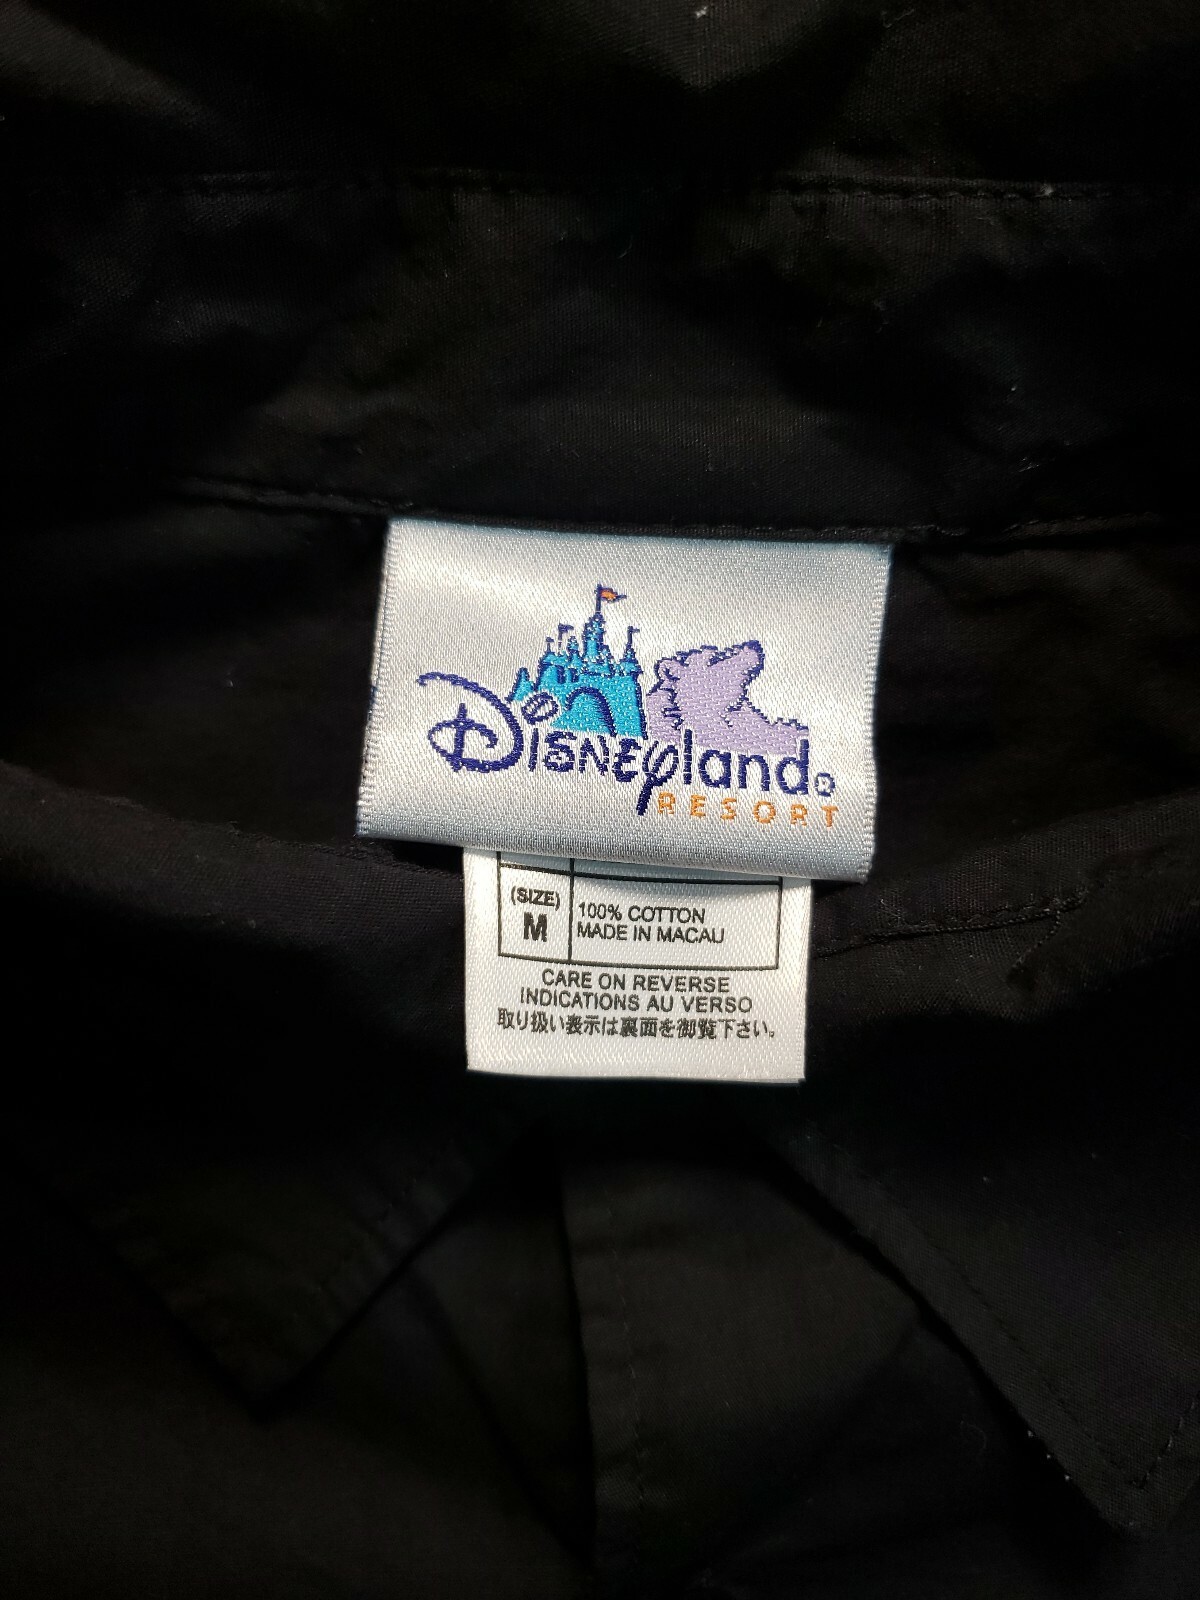 Disneyland®
RESORT
(SIZE)
M
100% COTTON
MADE IN MACAU
CARE ON REVERSE
INDICATIONS AU VERSO
取り扱い表示は裏面を御覧下さい。